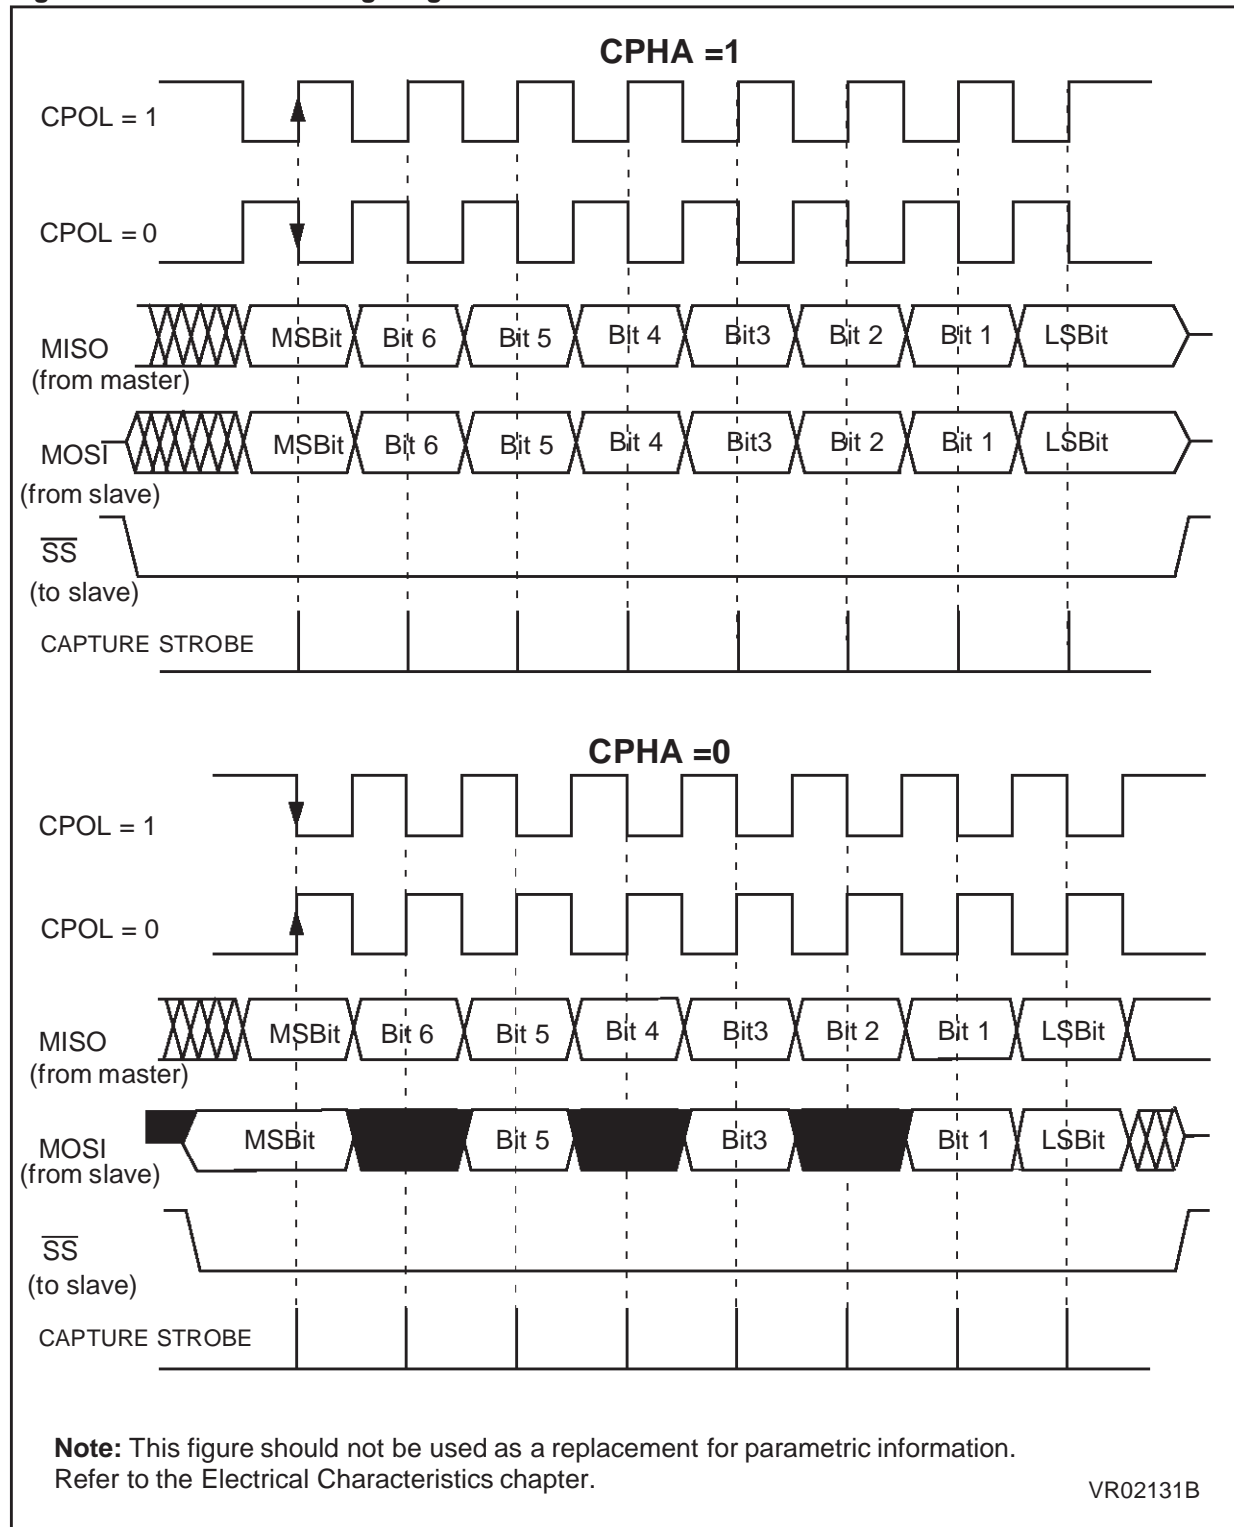 CPHA =1
CPOL = 1
CPOL = 0
MISO
(from master)
MSBit Bit 6 Bit 5 Bit 4 Bit3 Bit 2 Bit 1 LSBit
MOSI
(from slave)
MSBit Bit 6 Bit 5 Bit 4 Bit3 Bit 2 Bit 1 LSBit
SS
(to slave)
CAPTURE STROBE
CPHA =0
CPOL = 1
CPOL = 0
MISO
(from master)
MSBit Bit 6 Bit 5 Bit 4 Bit3 Bit 2 Bit 1 LSBit
MOSI
(from slave)
MSBit Bit 5 Bit3 Bit 1 LSBit
SS
(to slave)
CAPTURE STROBE
Note: This figure should not be used as a replacement for parametric information.
Refer to the Electrical Characteristics chapter.
VR02131B